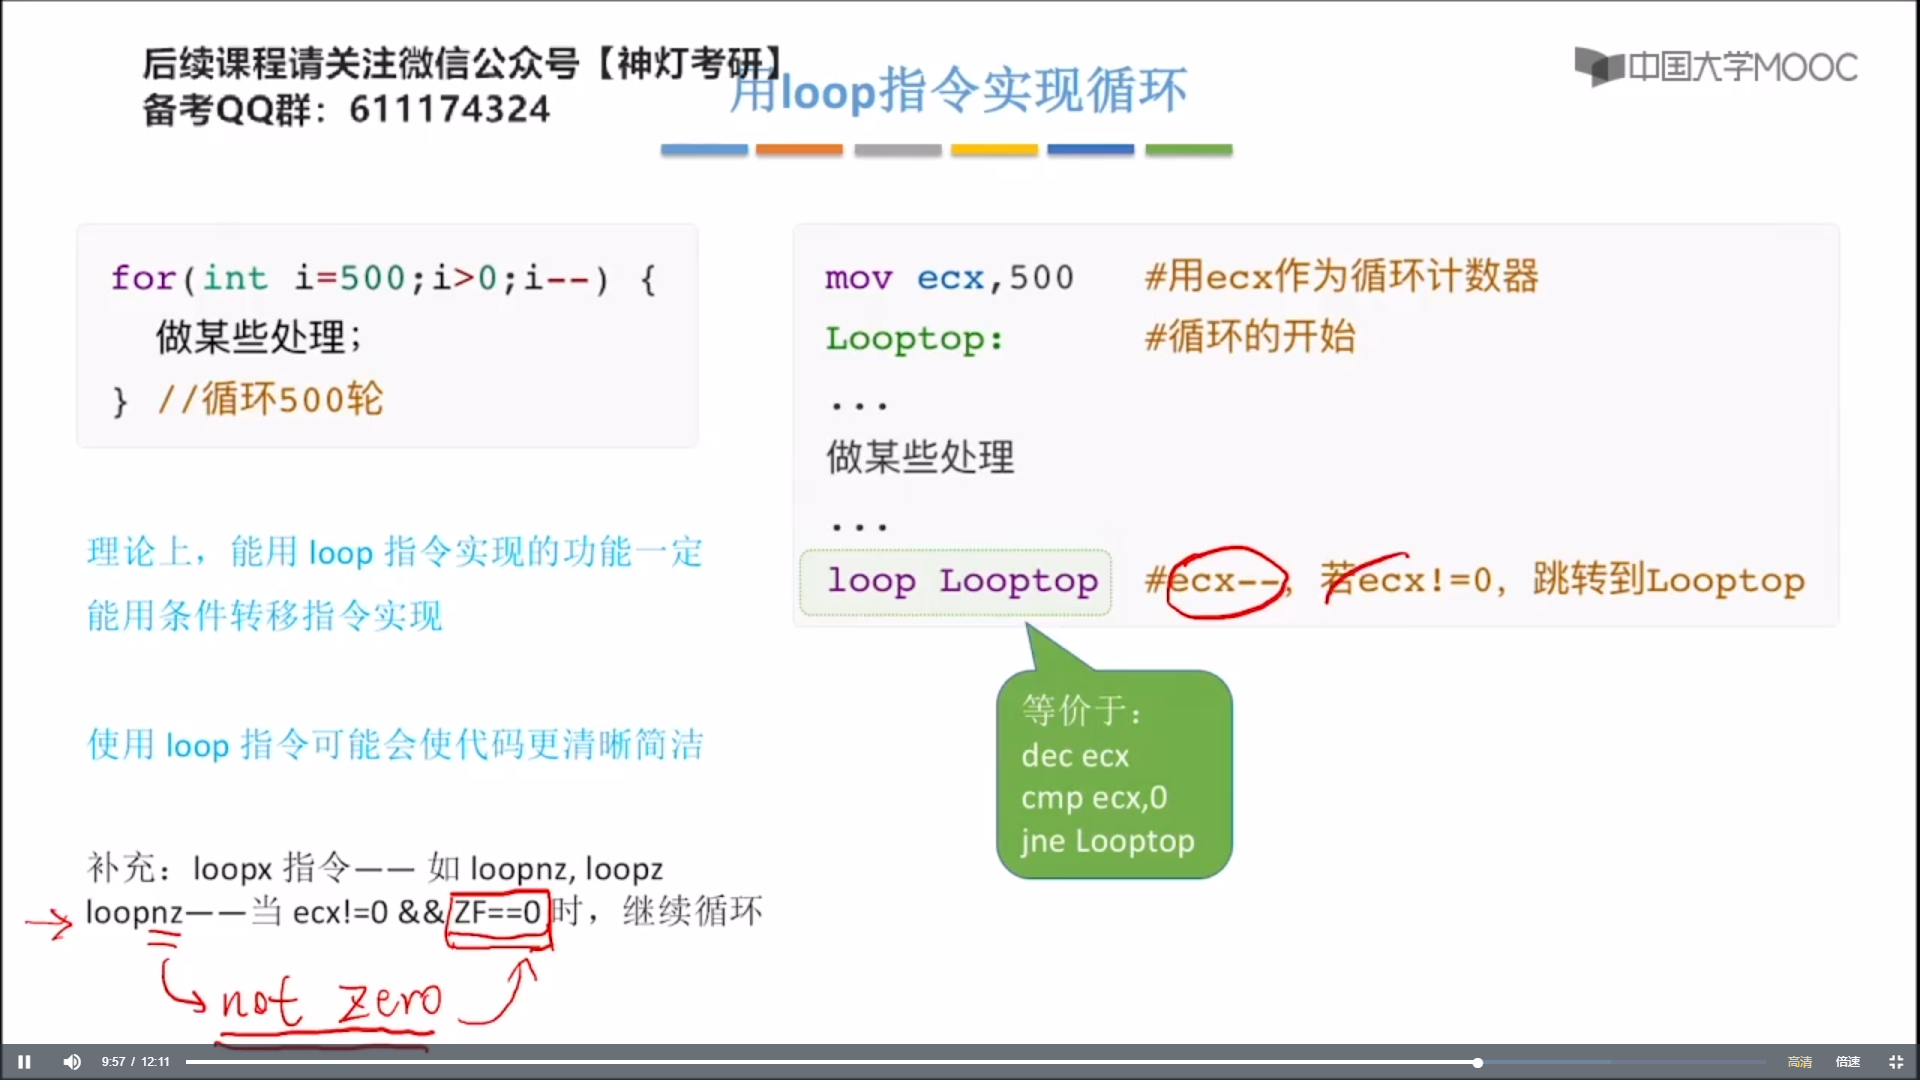 后续课程请关注微信公众号【神灯考研】
备考QQ群：611174324
用loop指令实现循环
中国大学MOOC
for(int i=500;i>0;i--) {
做某些处理;
} //循环500轮
理论上，能用 loop 指令实现的功能一定
能用条件转移指令实现
使用 loop 指令可能会使代码更清晰简洁
补充：loopx 指令—— 如 loopnz, loopz
loopnz——当 ecx!=0 && ZF==0 时，继续循环
not zero
mov ecx,500 #用ecx作为循环计数器
Looptop: #循环的开始
...
做某些处理
...
loop Looptop #ecx--，若ecx!=0，跳转到Looptop
等价于：
dec ecx
cmp ecx,0
jne Looptop
9:57 / 12:11
高清
倍速